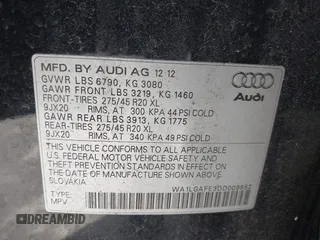 MFD. BY AUDI AG 12 12
GVWR LBS 6790, KG 3080
GAWR FRONT LBS 3219, KG 1460
FRONT-TIRES 275/45 R20 XL
9JX20 RIMS, AT 300 KPA 44 PSI COLD
GAWR REAR LBS 3913, KG 1775
REAR-TIRES 275/45 R20 XL
9JX20 RIMS, AT 340 KPA 49 PSI COLD
Audi
THIS VEHICLE CONFORMS TO ALL APPLICABLE
U.S. FEDERAL MOTOR VEHICLE SAFETY AND
THEFT PREVENTION STANDARDS IN EFFECT ON
THE DATE OF MANUFACTURE SHOWN ABOVE.
SLOVAKIA
TYPE:
MPV
DREAMBID